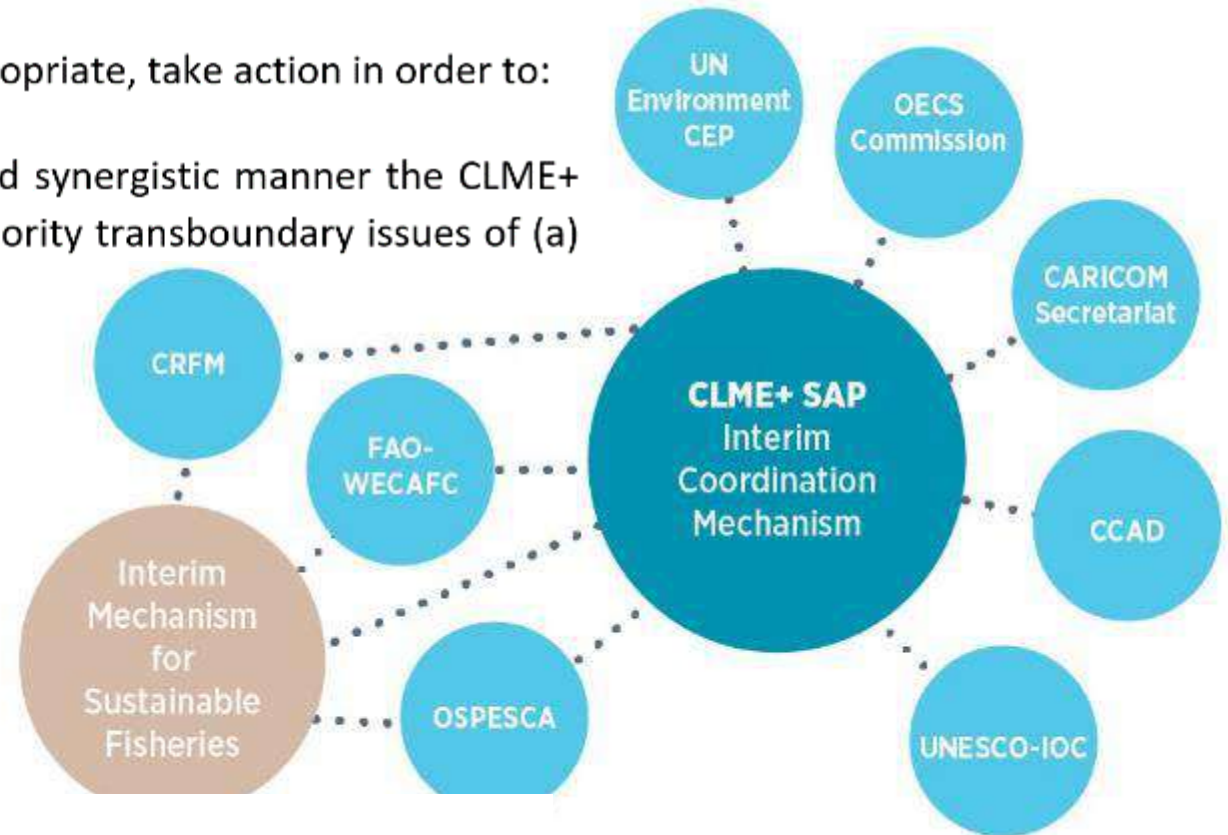 opriate, take action in order to:
d synergistic manner the CLME+
ority transboundary issues of (a)
UN
Environment
CEP
OECS
Commission
CARICOM
Secretariat
CRFM
FAO-
WECAFC
CLME+ SAP
Interim
Coordination
Mechanism
CCAD
Interim
Mechanism
for
Sustainable
Fisheries
OSPESCA
UNESCO-IOC